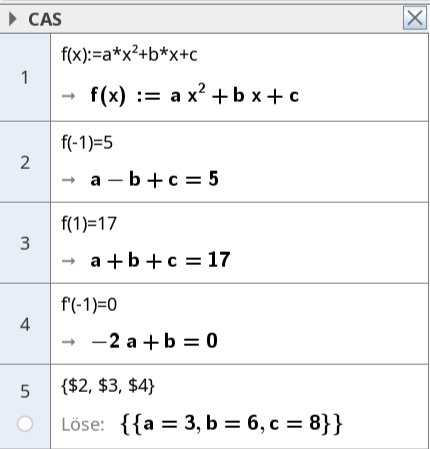 CAS
1
f(x):=a*x²+b*x+c
→ f(x) := a x² + b x + c
2
f(-1)=5
→ a − b + c = 5
3
f(1)=17
→ a + b + c = 17
4
f'(-1)=0
→ −2 a + b = 0
5
{$2, $3, $4}
Löse: {{a = 3, b = 6, c = 8}}